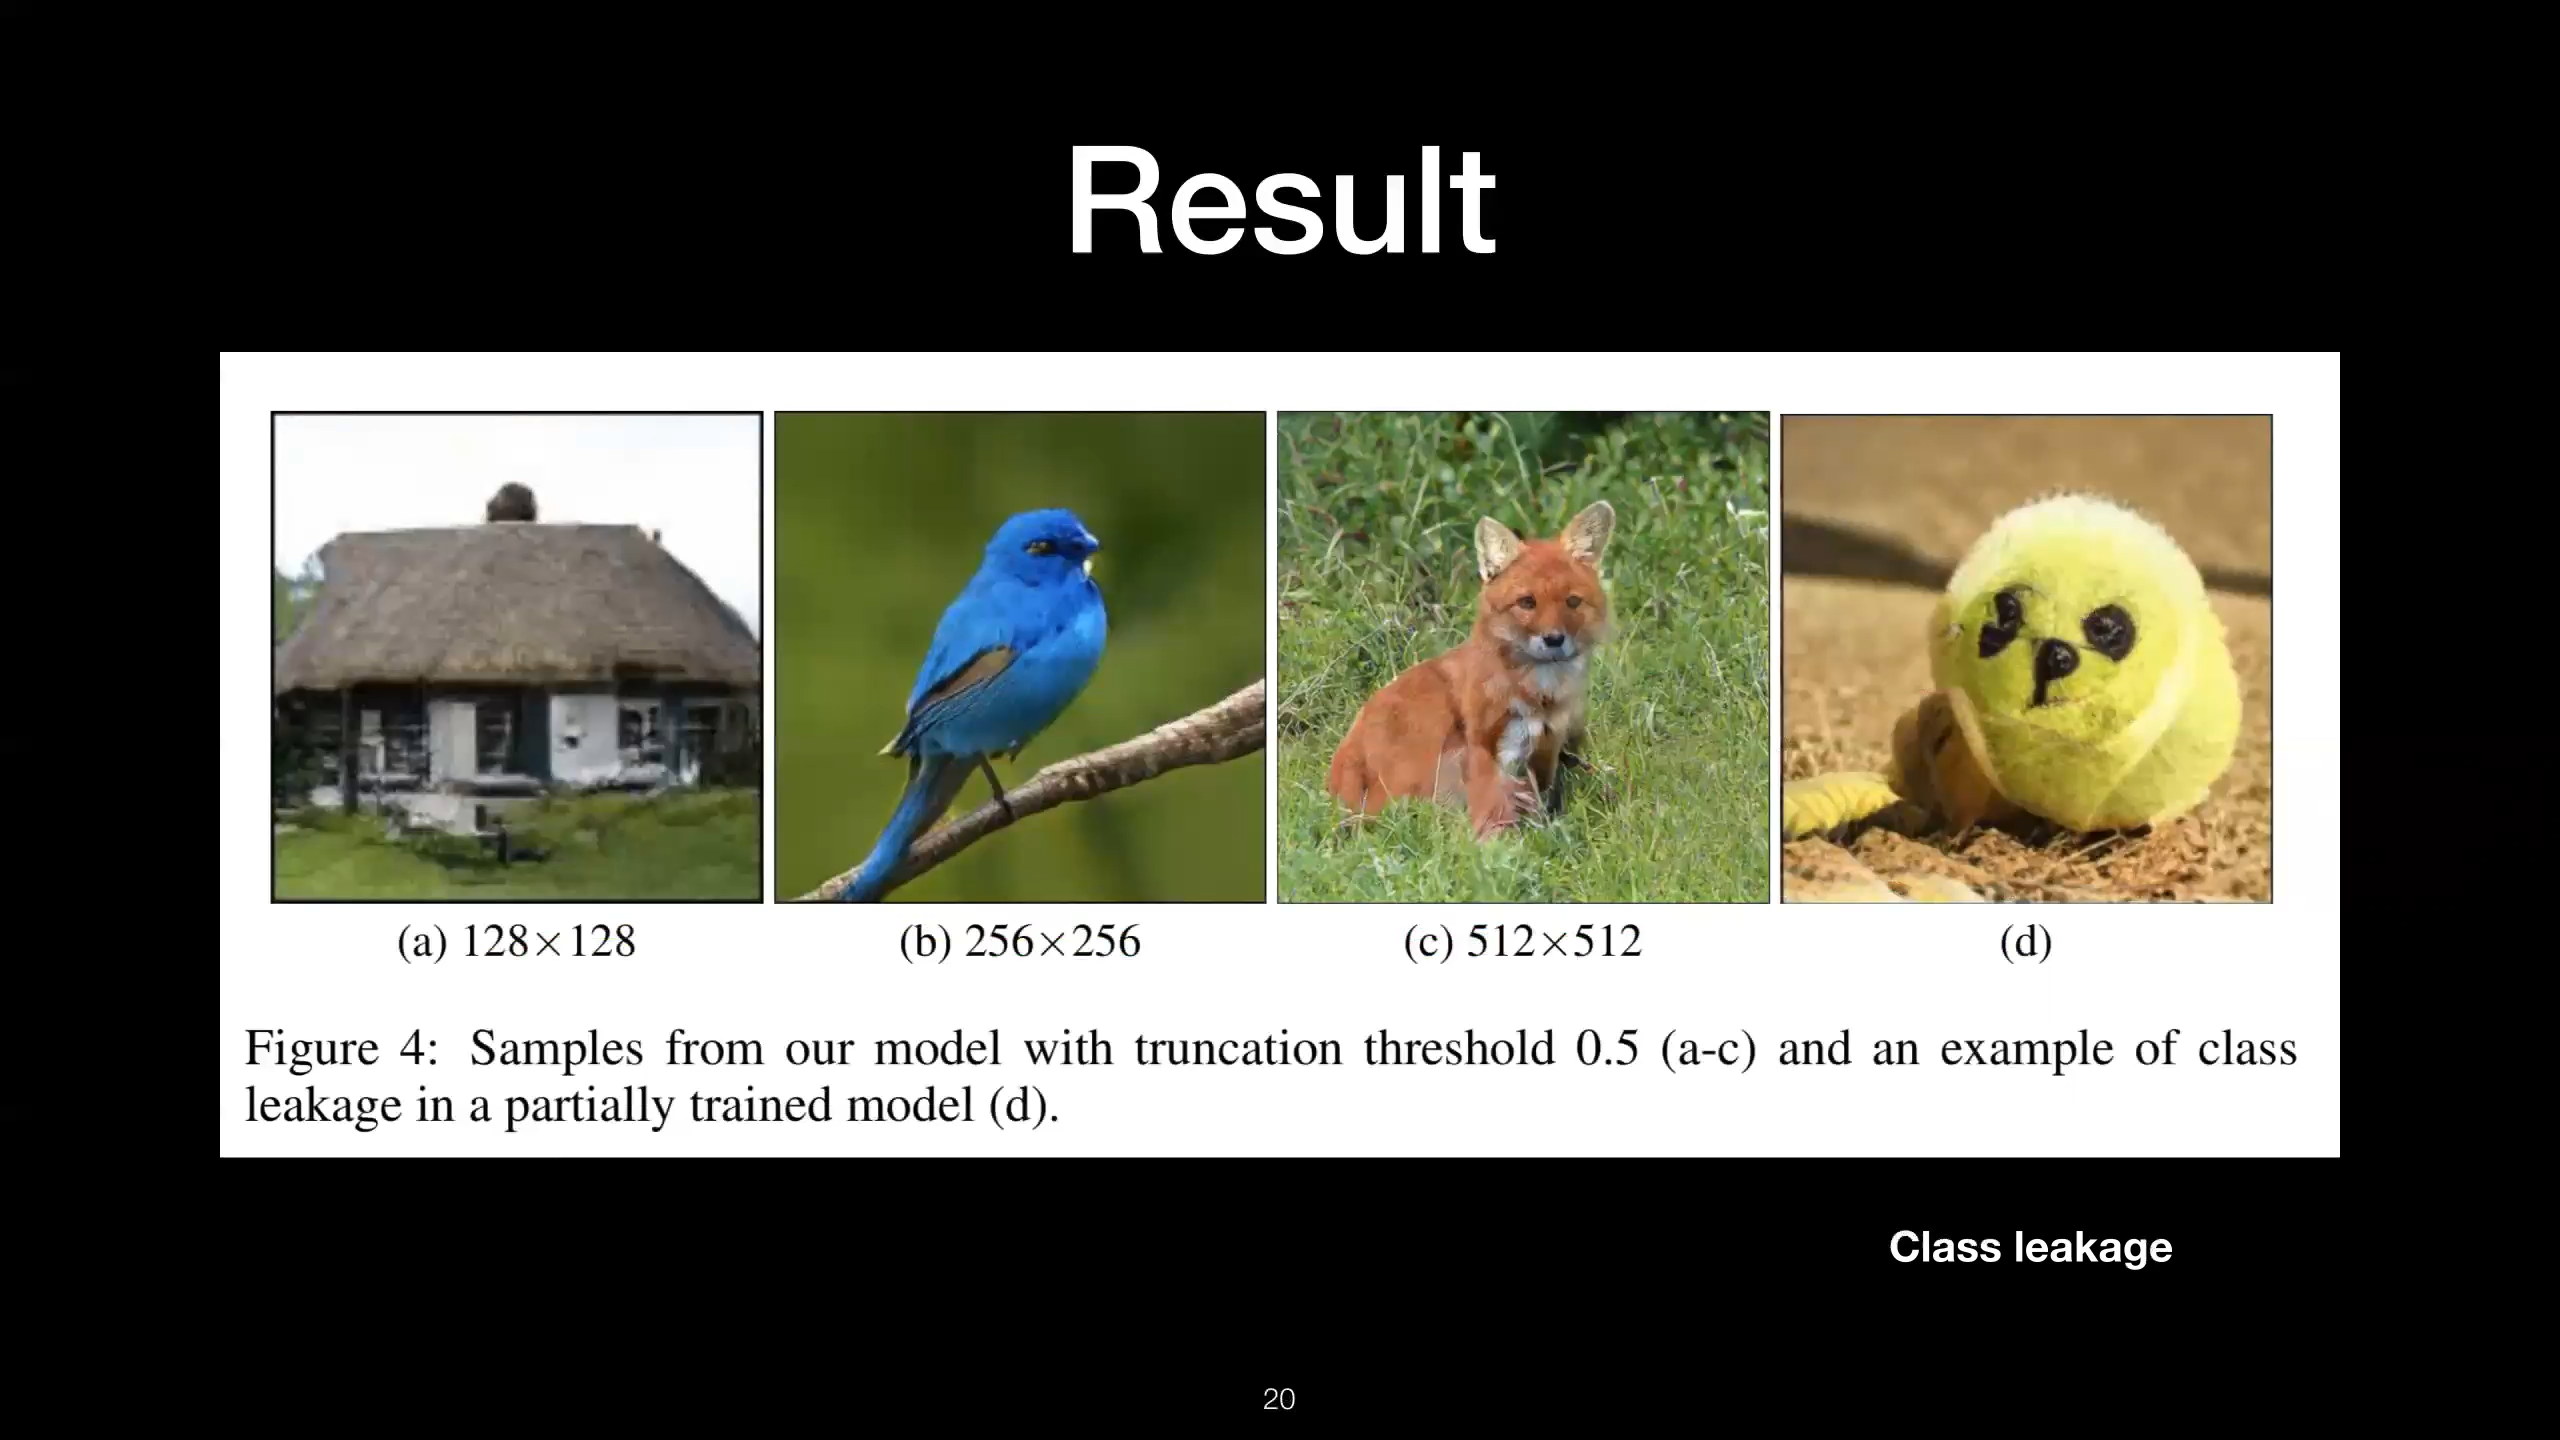 Result
(a) 128×128
(b) 256×256
(c) 512×512
(d)
Figure 4: Samples from our model with truncation threshold 0.5 (a-c) and an example of class
leakage in a partially trained model (d).
Class leakage
20